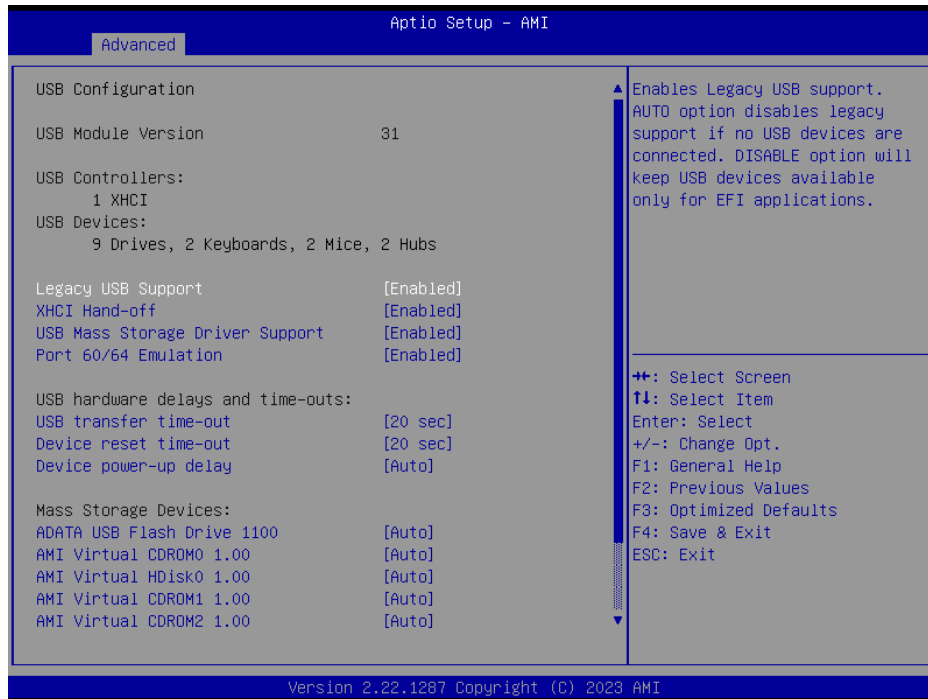 Aptio Setup – AMI
Advanced
USB Configuration
USB Module Version 31
USB Controllers:
1 XHCI
USB Devices:
9 Drives, 2 Keyboards, 2 Mice, 2 Hubs
Legacy USB Support [Enabled]
XHCI Hand-off [Enabled]
USB Mass Storage Driver Support [Enabled]
Port 60/64 Emulation [Enabled]
USB hardware delays and time-outs:
USB transfer time-out [20 sec]
Device reset time-out [20 sec]
Device power-up delay [Auto]
Mass Storage Devices:
ADATA USB Flash Drive 1100 [Auto]
AMI Virtual CDROM0 1.00 [Auto]
AMI Virtual HDisk0 1.00 [Auto]
AMI Virtual CDROM1 1.00 [Auto]
AMI Virtual CDROM2 1.00 [Auto]
Enables Legacy USB support.
AUTO option disables legacy
support if no USB devices are
connected. DISABLE option will
keep USB devices available
only for EFI applications.
→←: Select Screen
↑↓: Select Item
Enter: Select
+/-: Change Opt.
F1: General Help
F2: Previous Values
F3: Optimized Defaults
F4: Save & Exit
ESC: Exit
Version 2.22.1287 Copyright (C) 2023 AMI